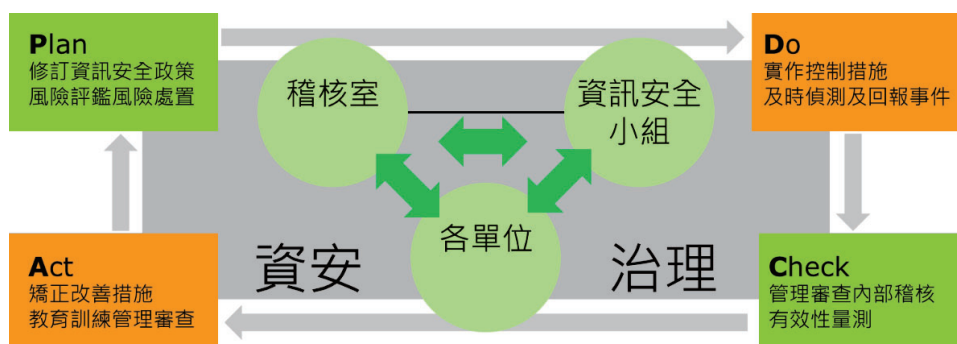 Plan
修訂資訊安全政策
風險評鑑風險處置
Do
實作控制措施
及時偵測及回報事件
稽核室
資訊安全
小組
各單位
資安
治理
Act
矯正改善措施
教育訓練管理審查
Check
管理審查內部稽核
有效性量測